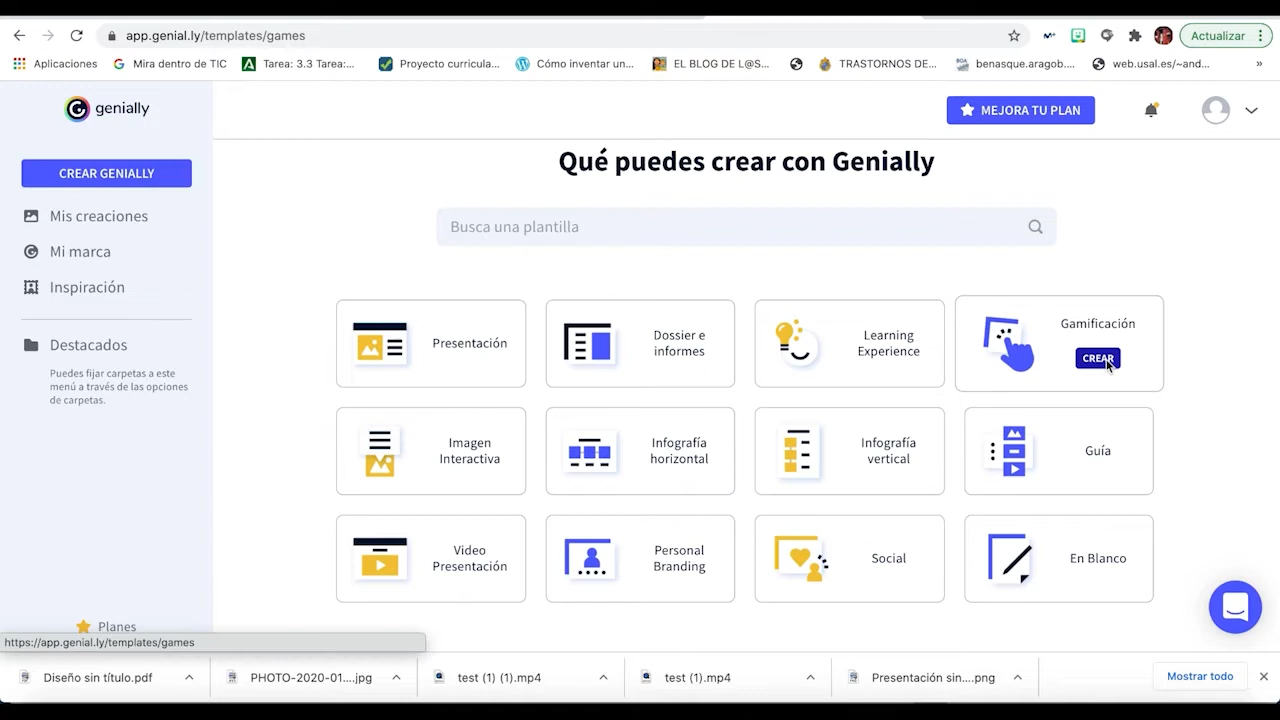 app.genial.ly/templates/games
Actualizar
Aplicaciones
Mira dentro de TIC
Tarea: 3.3 Tarea:...
Proyecto curricula...
Cómo inventar un...
EL BLOG DE L@S...
TRASTORNOS DE...
benasque.aragob....
web.usal.es/~and...
»
genially
MEJORA TU PLAN
CREAR GENIALLY
Mis creaciones
Mi marca
Inspiración
Destacados
Puedes fijar carpetas a este
menú a través de las opciones
de carpetas.
Planes
Qué puedes crear con Genially
Busca una plantilla
Presentación
Dossier e
informes
Learning
Experience
Gamificación
CREAR
Imagen
Interactiva
Infografía
horizontal
Infografía
vertical
Guía
Video
Presentación
Personal
Branding
Social
En Blanco
https://app.genial.ly/templates/games
Diseño sin título.pdf
PHOTO-2020-01....jpg
test (1) (1).mp4
test (1).mp4
Presentación sin....png
Mostrar todo